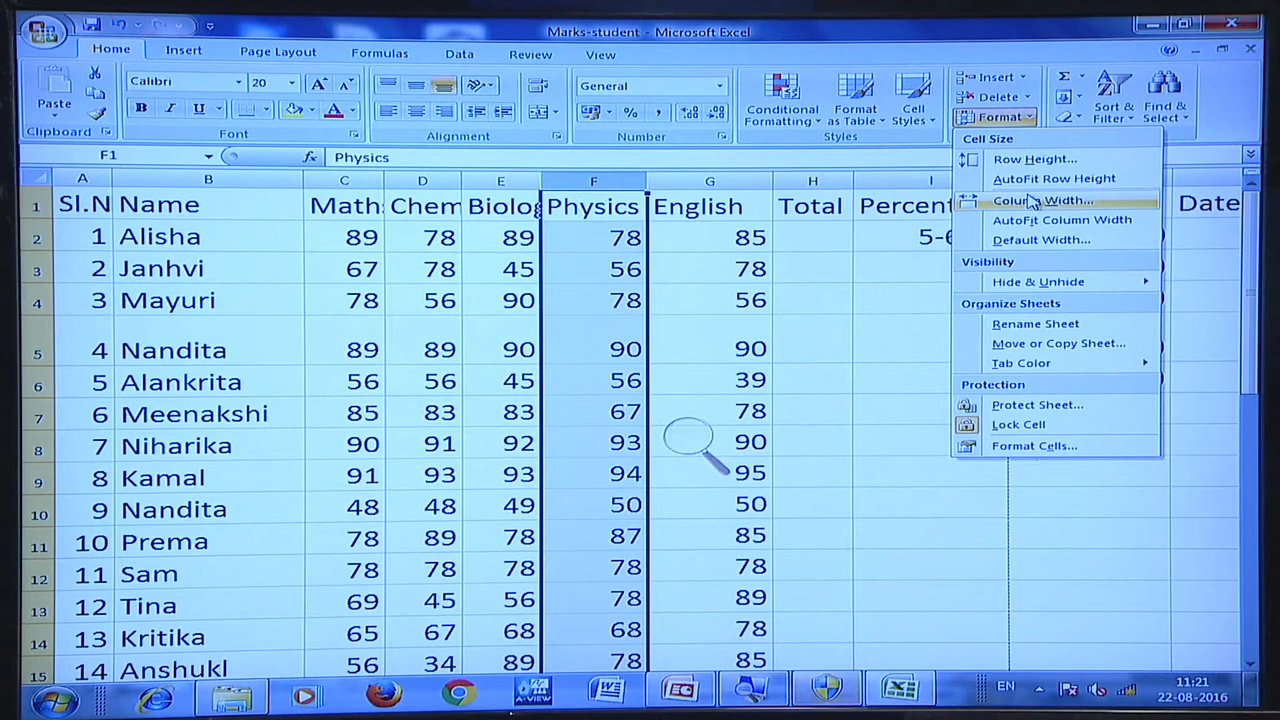 Marks-student - Microsoft Excel
Home Insert Page Layout Formulas Data Review View
Calibri 20 General Insert
Paste B I U % , Conditional Formatting Format as Table Cell Styles Delete Sort & Filter Find & Select
Format
Clipboard Font Alignment Number Styles
F1 fx Physics
Cell Size
Row Height...
AutoFit Row Height
Column Width...
AutoFit Column Width
Default Width...
Visibility
Hide & Unhide
Organize Sheets
Rename Sheet
Move or Copy Sheet...
Tab Color
Protection
Protect Sheet...
Lock Cell
Format Cells...
A B C D E F G H I
1 Sl.N Name Maths Chem Biolog Physics English Total Percent Date
2 1 Alisha 89 78 89 78 85 5-6
3 2 Janhvi 67 78 45 56 78
4 3 Mayuri 78 56 90 78 56
5 4 Nandita 89 89 90 90 90
6 5 Alankrita 56 56 45 56 39
7 6 Meenakshi 85 83 83 67 78
8 7 Niharika 90 91 92 93 90
9 8 Kamal 91 93 93 94 95
10 9 Nandita 48 48 49 50 50
11 10 Prema 78 89 78 87 85
12 11 Sam 78 78 78 78 78
13 12 Tina 69 45 56 78 89
14 13 Kritika 65 67 68 68 78
15 14 Anshukl 56 34 89 78 85
A-VIEW EN 11:21
22-08-2016